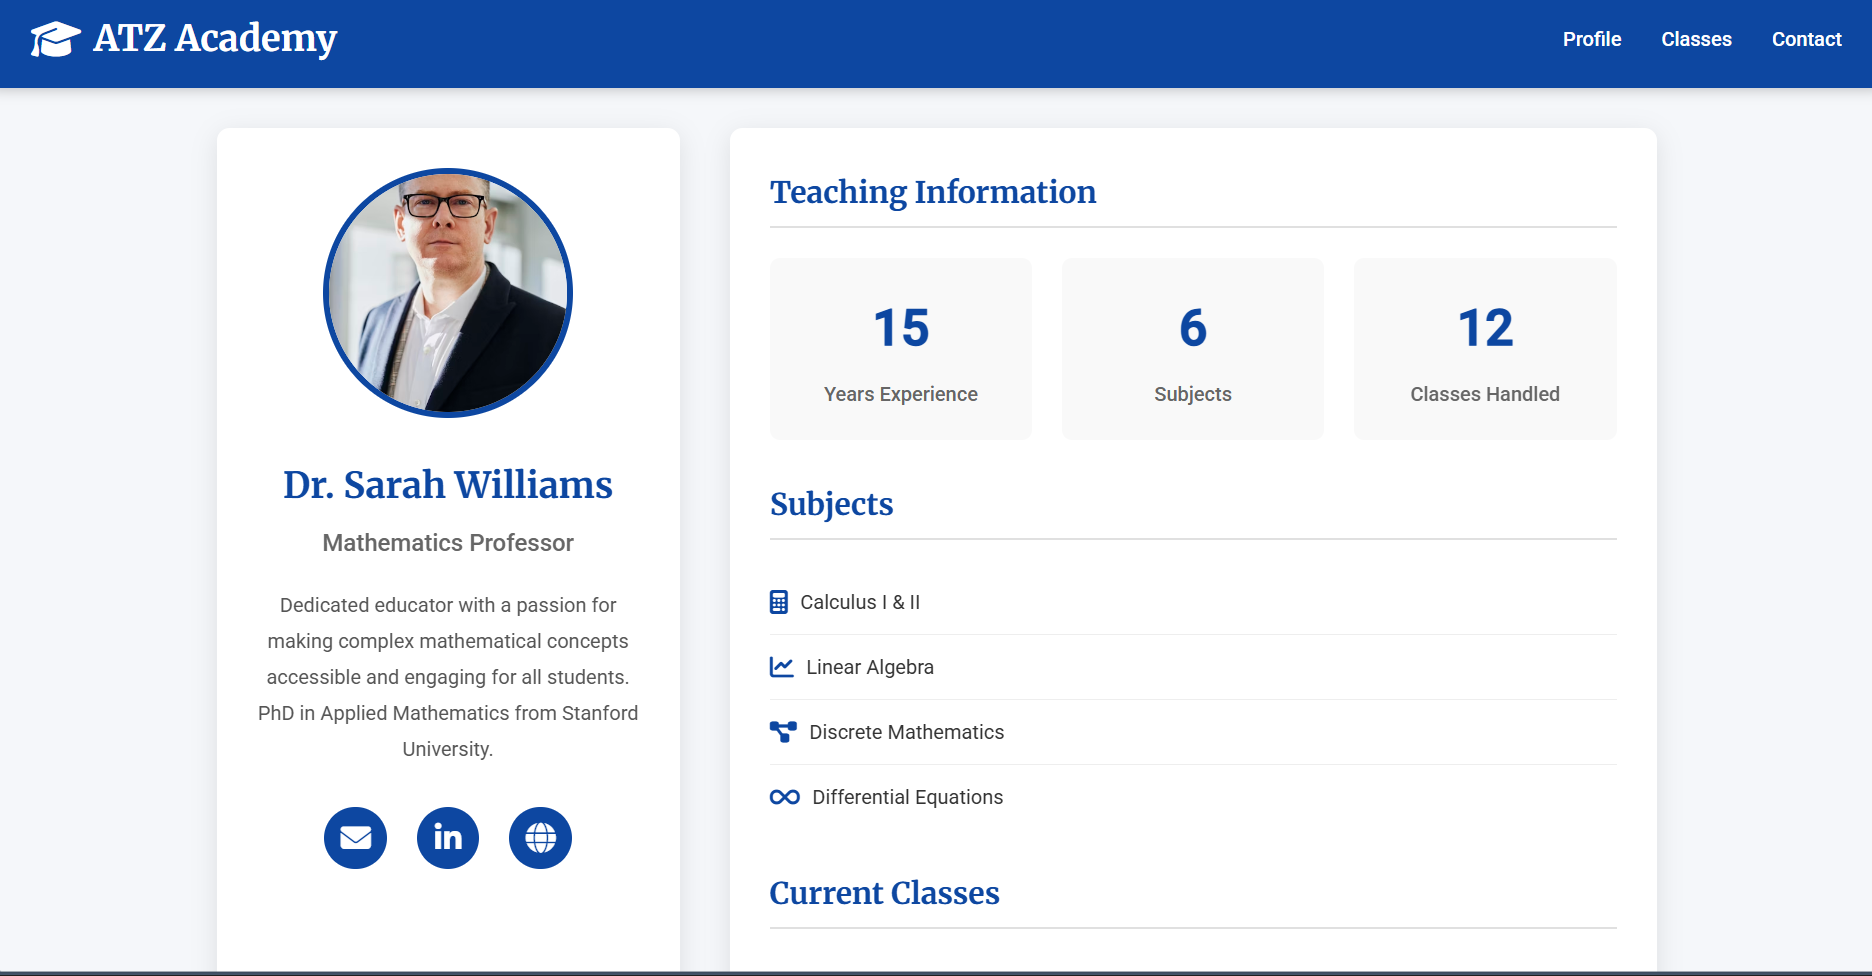 ATZ Academy
Profile
Classes
Contact
Dr. Sarah Williams
Mathematics Professor
Dedicated educator with a passion for
making complex mathematical concepts
accessible and engaging for all students.
PhD in Applied Mathematics from Stanford
University.
in
Teaching Information
15
Years Experience
6
Subjects
12
Classes Handled
Subjects
Calculus I & II
Linear Algebra
Discrete Mathematics
Differential Equations
Current Classes